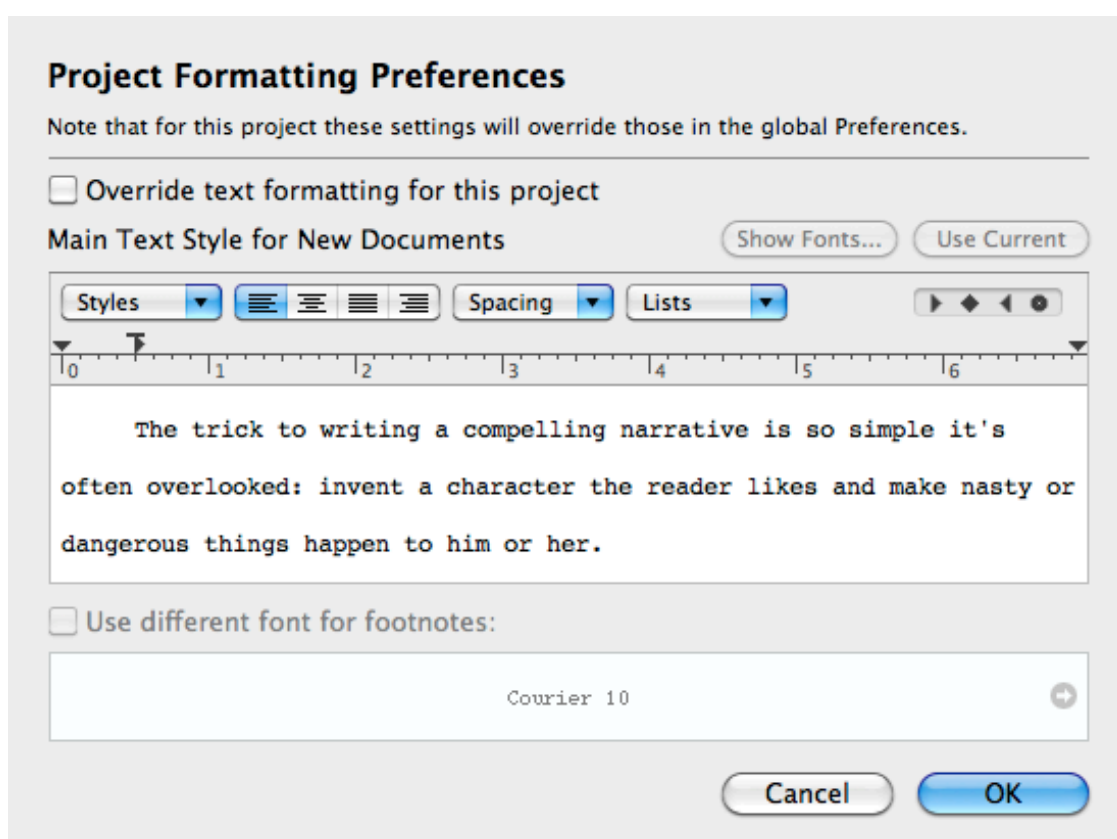 Project Formatting Preferences
Note that for this project these settings will override those in the global Preferences.
Override text formatting for this project
Main Text Style for New Documents Show Fonts... Use Current
Styles Spacing Lists
0 1 2 3 4 5 6
The trick to writing a compelling narrative is so simple it's
often overlooked: invent a character the reader likes and make nasty or
dangerous things happen to him or her.
Use different font for footnotes:
Courier 10
Cancel OK